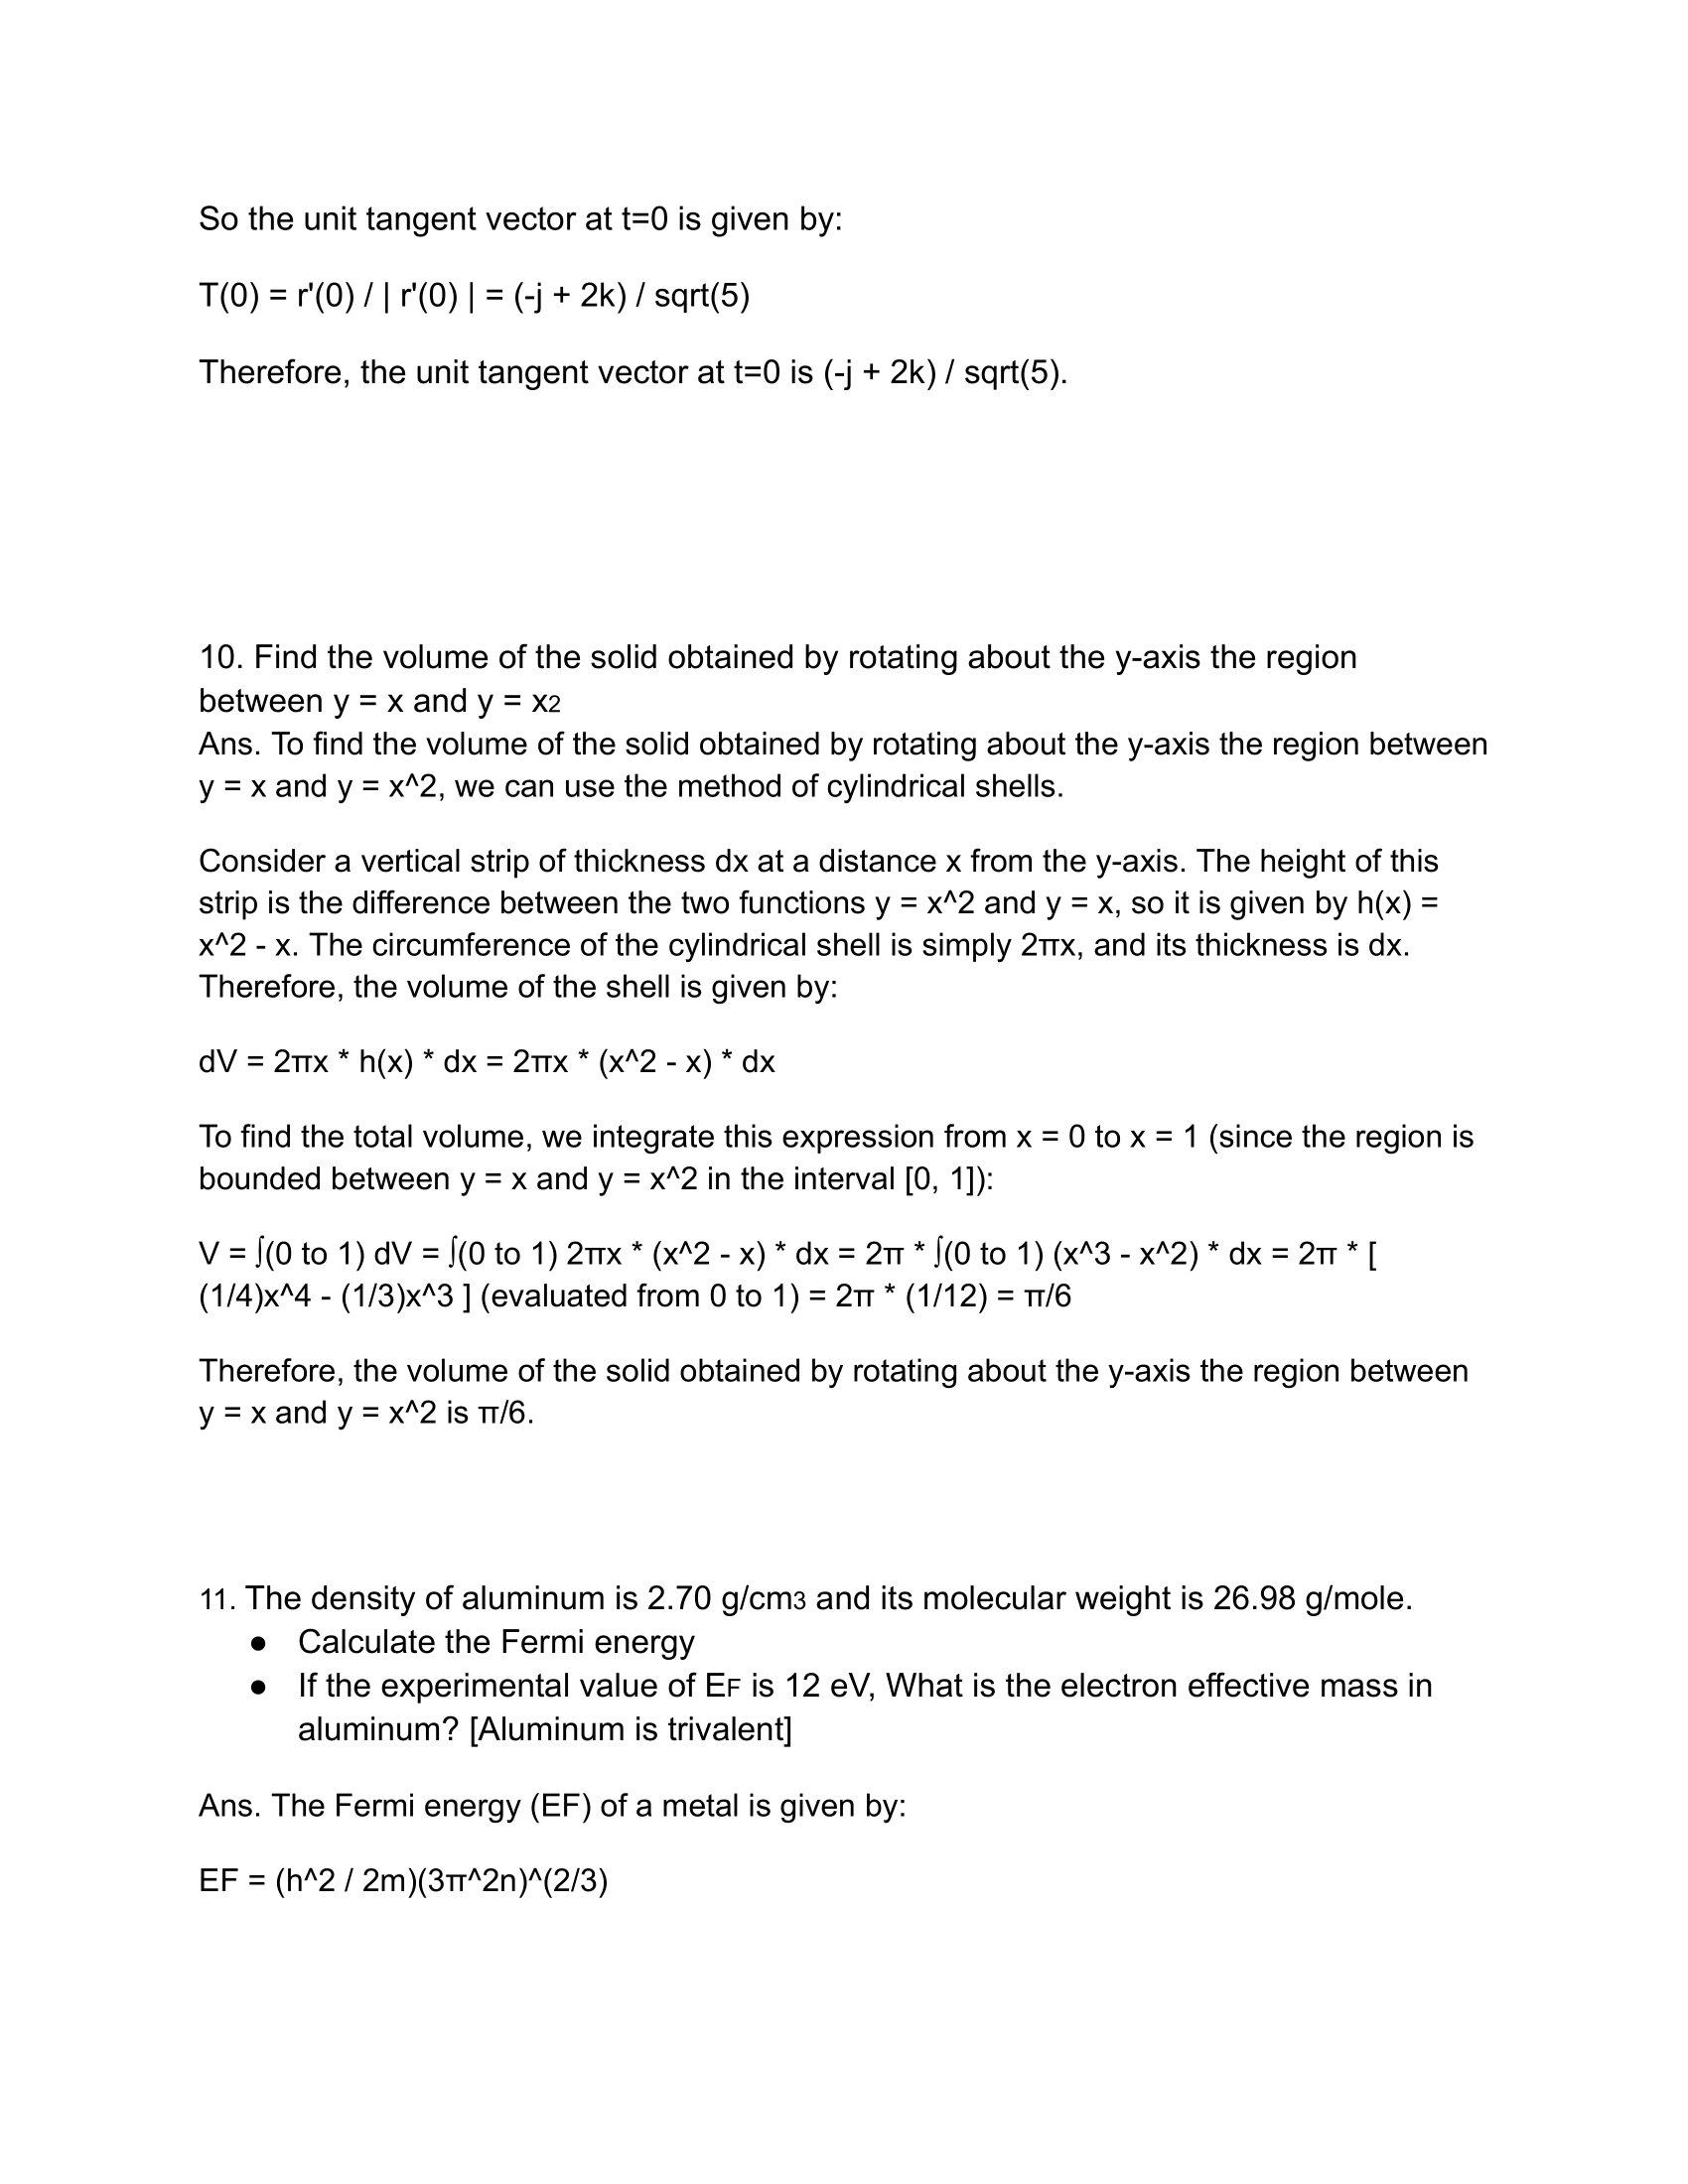 So the unit tangent vector at t=0 is given by:
T(0) = r'(0) / | r'(0) | = (-j + 2k) / sqrt(5)
Therefore, the unit tangent vector at t=0 is (-j + 2k) / sqrt(5).
10. Find the volume of the solid obtained by rotating about the y-axis the region
between y = x and y = x2
Ans. To find the volume of the solid obtained by rotating about the y-axis the region between
y = x and y = x^2, we can use the method of cylindrical shells.
Consider a vertical strip of thickness dx at a distance x from the y-axis. The height of this
strip is the difference between the two functions y = x^2 and y = x, so it is given by h(x) =
x^2 - x. The circumference of the cylindrical shell is simply 2πx, and its thickness is dx.
Therefore, the volume of the shell is given by:
dV = 2πx * h(x) * dx = 2πx * (x^2 - x) * dx
To find the total volume, we integrate this expression from x = 0 to x = 1 (since the region is
bounded between y = x and y = x^2 in the interval [0, 1]):
V = ∫(0 to 1) dV = ∫(0 to 1) 2πx * (x^2 - x) * dx = 2π * ∫(0 to 1) (x^3 - x^2) * dx = 2π * [
(1/4)x^4 - (1/3)x^3 ] (evaluated from 0 to 1) = 2π * (1/12) = π/6
Therefore, the volume of the solid obtained by rotating about the y-axis the region between
y = x and y = x^2 is π/6.
11. The density of aluminum is 2.70 g/cm3 and its molecular weight is 26.98 g/mole.
● Calculate the Fermi energy
● If the experimental value of EF is 12 eV, What is the electron effective mass in
aluminum? [Aluminum is trivalent]
Ans. The Fermi energy (EF) of a metal is given by:
EF = (h^2 / 2m)(3π^2n)^(2/3)